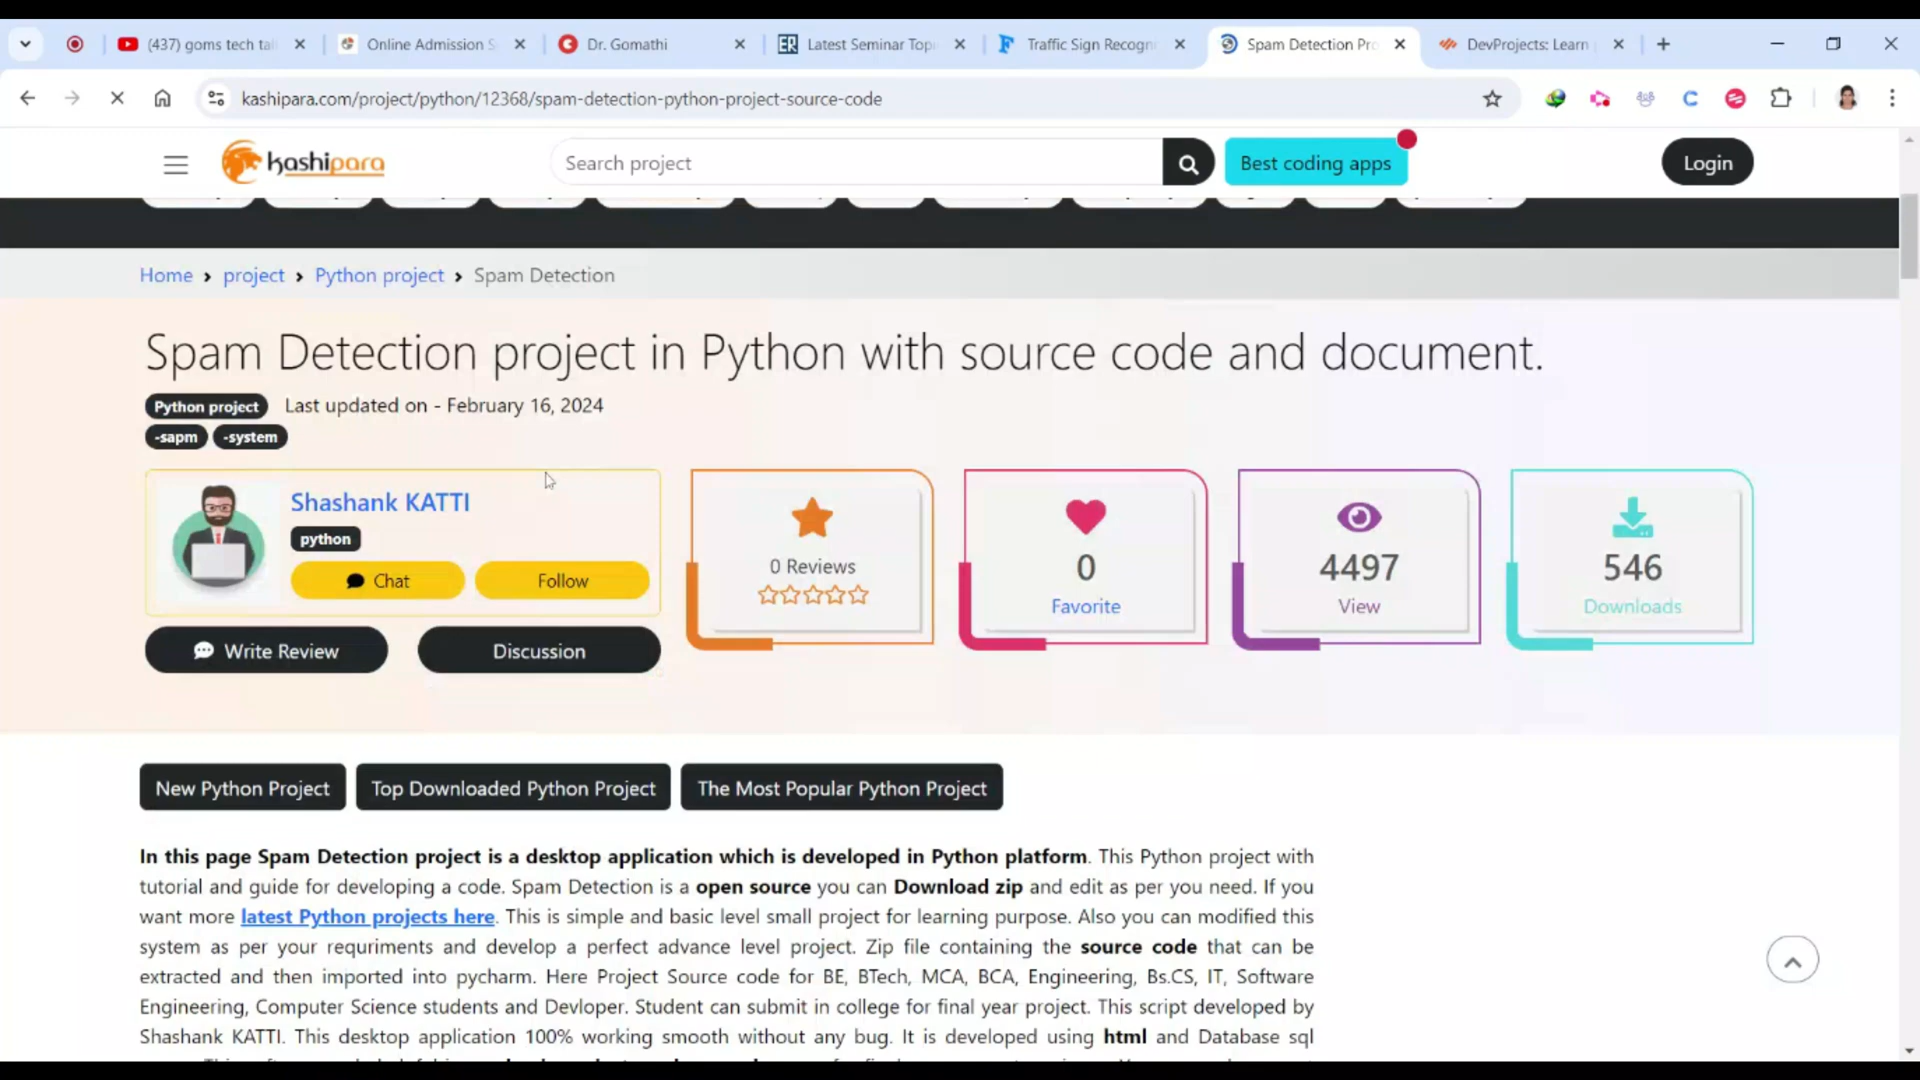 (437) goms tech tal
Online Admission S
Dr. Gomathi
ER Latest Seminar Topi
Traffic Sign Recogn
Spam Detection Pro
DevProjects: Learn
kashipara.com/project/python/12368/spam-detection-python-project-source-code
kashipara
Search project
Best coding apps
Login
Home › project › Python project › Spam Detection
Spam Detection project in Python with source code and document.
Python project Last updated on - February 16, 2024
-sapm -system
Shashank KATTI
python
Chat Follow
Write Review Discussion
0 Reviews
0
Favorite
4497
View
546
Downloads
New Python Project Top Downloaded Python Project The Most Popular Python Project
In this page Spam Detection project is a desktop application which is developed in Python platform. This Python project with
tutorial and guide for developing a code. Spam Detection is a open source you can Download zip and edit as per you need. If you
want more latest Python projects here. This is simple and basic level small project for learning purpose. Also you can modified this
system as per your requriments and develop a perfect advance level project. Zip file containing the source code that can be
extracted and then imported into pycharm. Here Project Source code for BE, BTech, MCA, BCA, Engineering, Bs.CS, IT, Software
Engineering, Computer Science students and Devloper. Student can submit in college for final year project. This script developed by
Shashank KATTI. This desktop application 100% working smooth without any bug. It is developed using html and Database sql